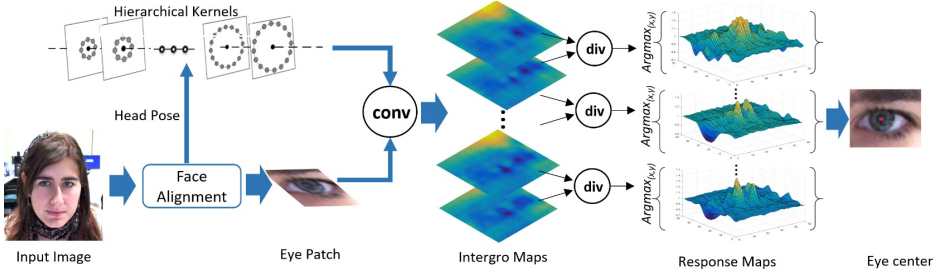 Hierarchical Kernels
Head Pose
Face
Alignment
conv
div
div
div
Argmax(x,y)
Argmax(x,y)
Argmax(x,y)
Input Image
Eye Patch
Intergro Maps
Response Maps
Eye center